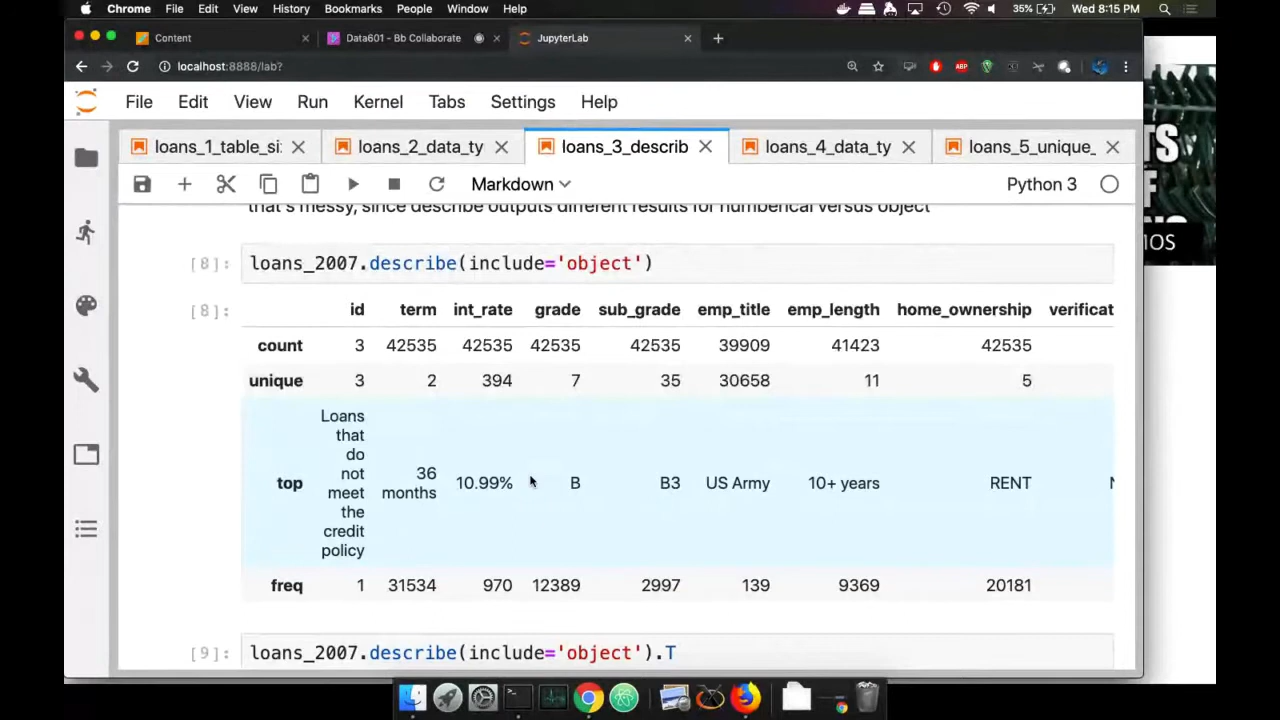 Chrome File Edit View History Bookmarks People Window Help 35% Wed 8:15 PM
Content Data601 - Bb Collaborate JupyterLab
localhost:8888/lab? ABP
File Edit View Run Kernel Tabs Settings Help
loans_1_table_si: loans_2_data_ty loans_3_describ loans_4_data_ty loans_5_unique_
Markdown Python 3
that's messy, since describe outputs different results for numberical versus object
[8]: loans_2007.describe(include='object')
[8]: id term int_rate grade sub_grade emp_title emp_length home_ownership verificat
count 3 42535 42535 42535 42535 39909 41423 42535
unique 3 2 394 7 35 30658 11 5
top Loans that do not meet the credit policy 36 months 10.99% B B3 US Army 10+ years RENT N
freq 1 31534 970 12389 2997 139 9369 20181
[9]: loans_2007.describe(include='object').T